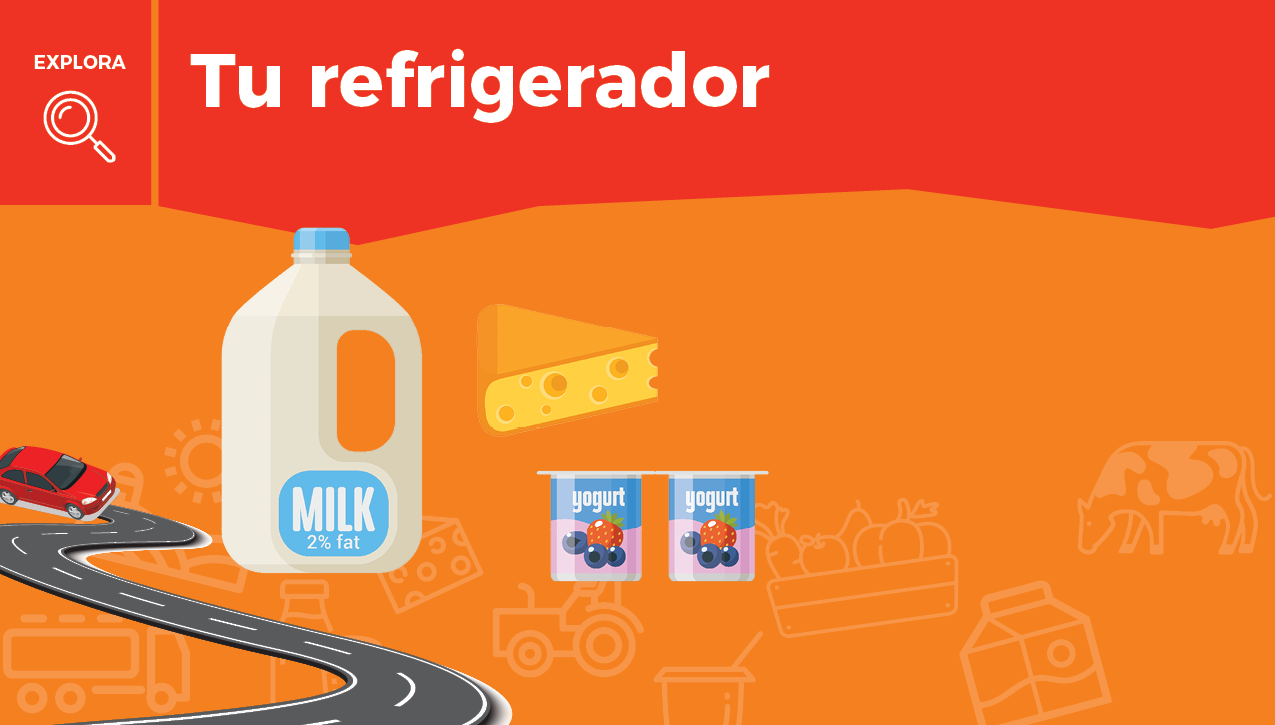 EXPLORA
Tu refrigerador
MILK
2% fat
yogurt
yogurt